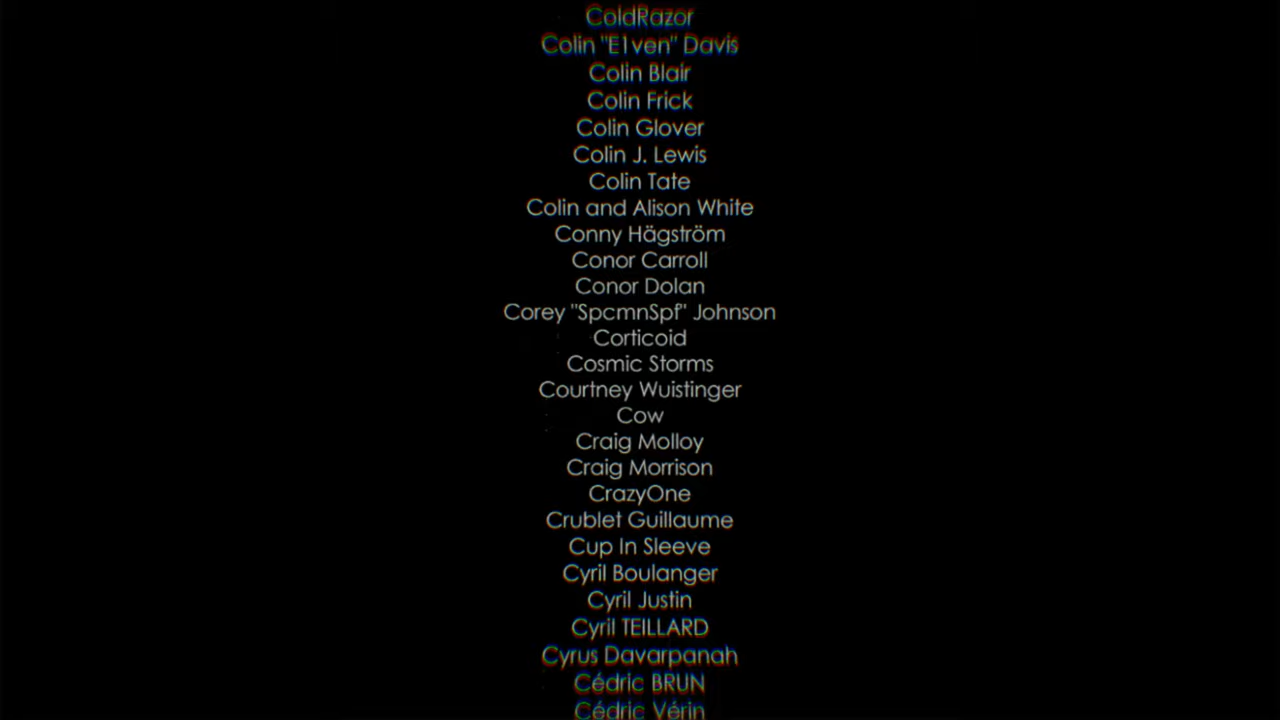 ColdRazor
Colin "E1ven" Davis
Colin Blair
Colin Frick
Colin Glover
Colin J. Lewis
Colin Tate
Colin and Alison White
Conny Hägström
Conor Carroll
Conor Dolan
Corey "SpcmnSpf" Johnson
Corticoid
Cosmic Storms
Courtney Wuistinger
Cow
Craig Molloy
Craig Morrison
CrazyOne
Crublet Guillaume
Cup In Sleeve
Cyril Boulanger
Cyril Justin
Cyril TEILLARD
Cyrus Davarpanah
Cédric BRUN
Cédric Vérin